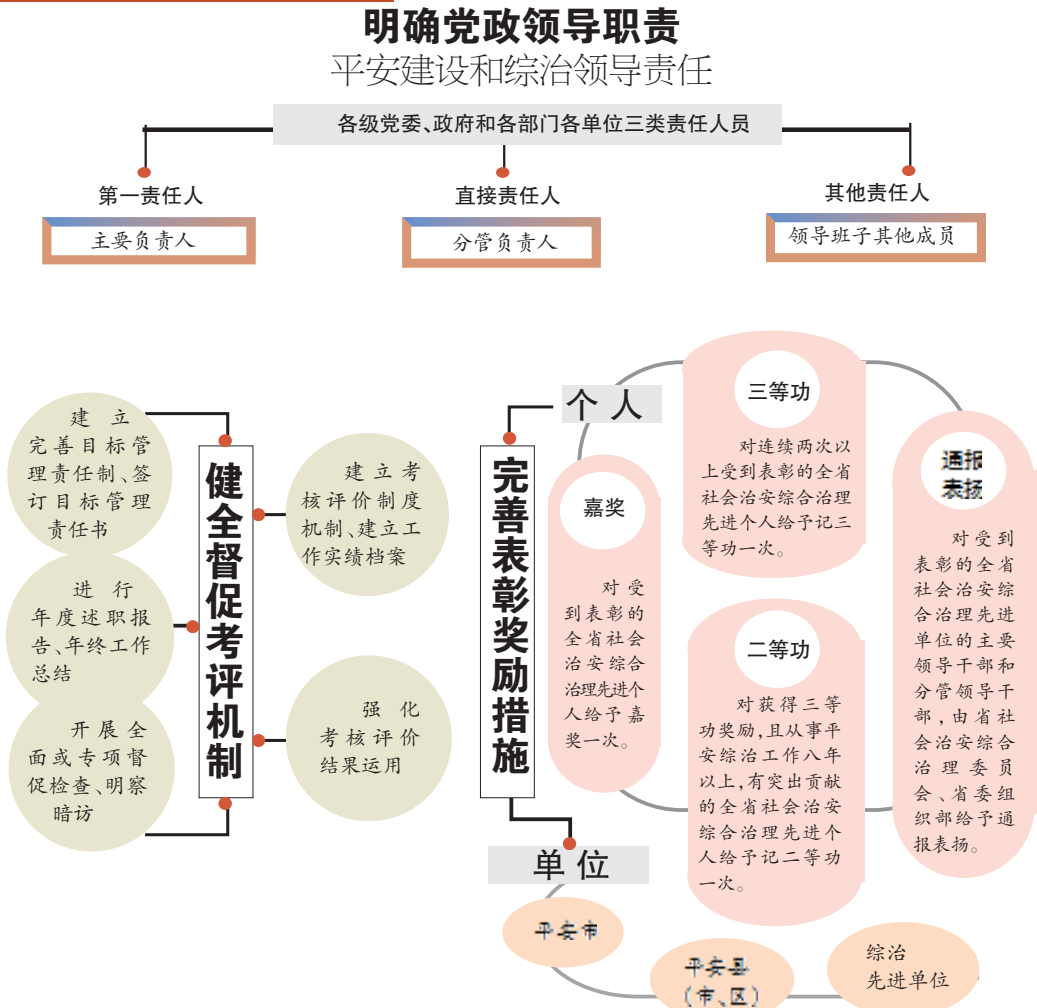 明确党政领导职责
平安建设和综治领导责任
各级党委、政府和各部门各单位三类责任人员
第一责任人
主要负责人
直接责任人
分管负责人
其他责任人
领导班子其他成员
健全督促考评机制
建立
完善目标管
理责任制、签
订目标管理
责任书
进行
年度述职报
告、年终工作
总结
开展全
面或专项督
促检查、明察
暗访
建立考
核评价制度
机制、建立工
作实绩档案
强化
考核评价
结果运用
完善表彰奖励措施
个人
嘉奖
对受
到表彰的
全省社会
治安综合
治理先进个
人给予嘉
奖一次。
三等功
对连续两次以
上受到表彰的全省
社会治安综合治理
先进个人给予记三
等功一次。
二等功
对获得三等
功奖励,且从事平
安综治工作八年
以上,有突出贡献
的全省社会治安
综合治理先进个
人给予记二等功
一次。
通报
表扬
对受到
表彰的全省
社会治安综
合治理先进
单位的主要
领导干部和
分管领导干
部,由省社
会治安综合
治理委员
会、省委组
织部给予通
报表扬。
单位
平安市
平安县
(市、区)
综治
先进单位